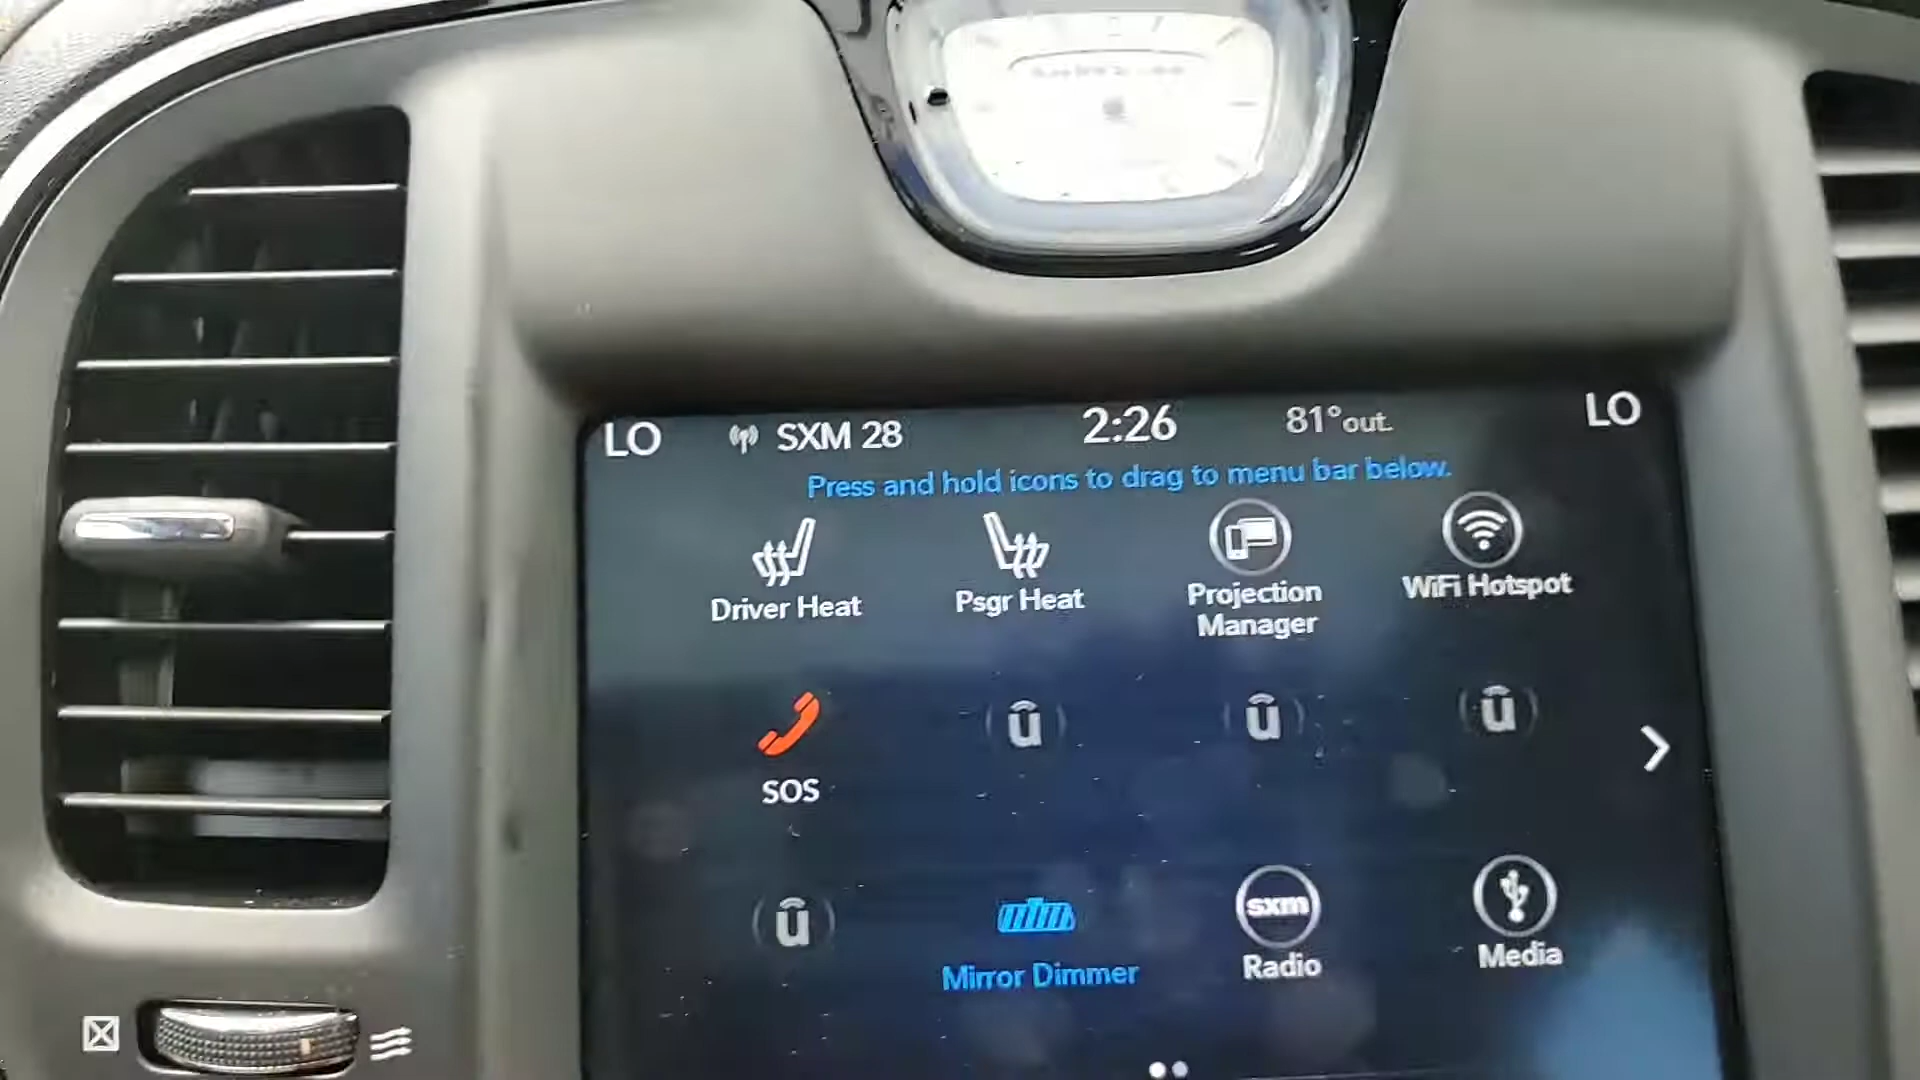 LO SXM 28 2:26 81°out. LO
Press and hold icons to drag to menu bar below.
Driver Heat
Psgr Heat
Projection
Manager
WiFi Hotspot
SOS
û
û
û
û
Mirror Dimmer
sxm
Radio
Media